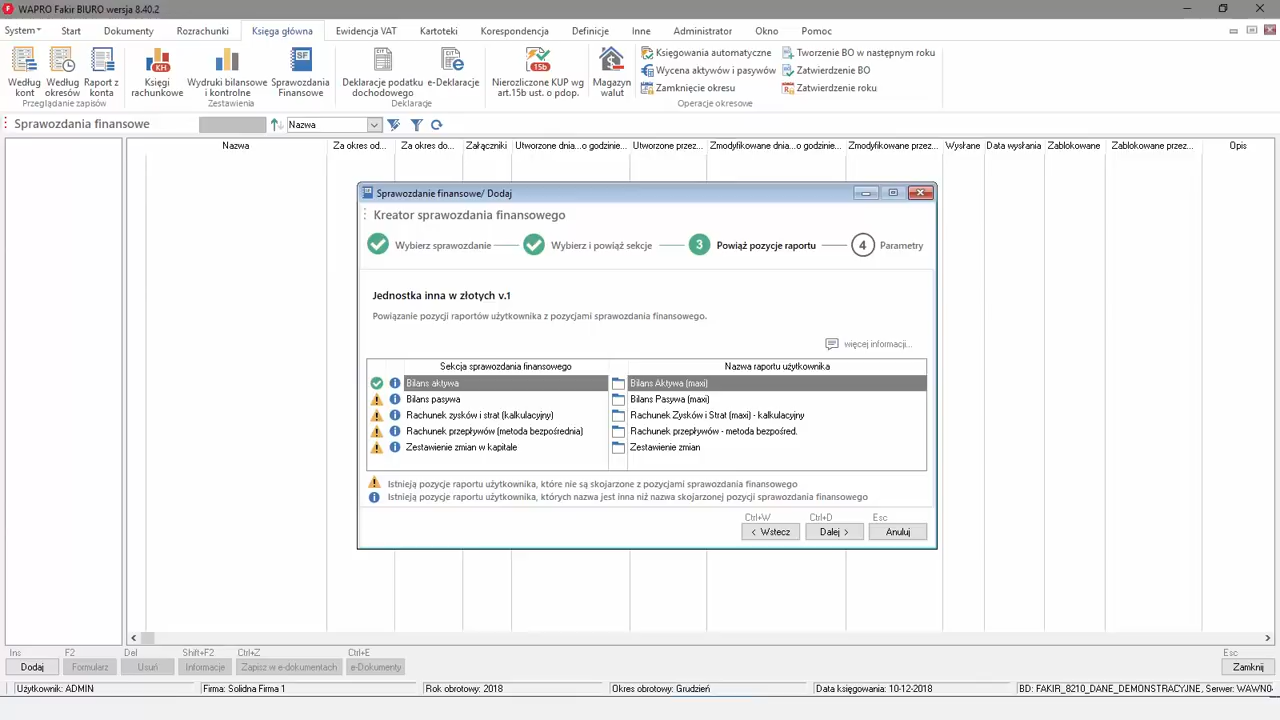 WAPRO Fakir BIURO wersja 8.40.2
System Start Dokumenty Rozrachunki Księga główna Ewidencja VAT Kartoteki Korespondencja Definicje Inne Administrator Okno Pomoc
Według kont
Według okresów
Raport z konta
Przeglądanie zapisów
Księgi rachunkowe
Wydruki bilansowe i kontrolne
Sprawozdania Finansowe
Zestawienia
Deklaracje podatku dochodowego
e-Deklaracje
Deklaracje
Nierozliczone KUP wg art.15b ust. o pdop.
Magazyn walut
Księgowania automatyczne
Wycena aktywów i pasywów
Zamknięcie okresu
Tworzenie BO w następnym roku
Zatwierdzenie BO
Zatwierdzenie roku
Operacje okresowe
Sprawozdania finansowe Nazwa
Nazwa Za okres od... Za okres do... Załączniki Utworzone dnia...o godzinie... Utworzone przez... Zmodyfikowane dnia...o godzinie... Zmodyfikowane przez... Wysłane Data wysłania Zablokowane Zablokowane przez... Opis
Sprawozdanie finansowe/ Dodaj
Kreator sprawozdania finansowego
Wybierz sprawozdanie Wybierz i powiąż sekcje 3 Powiąż pozycje raportu 4 Parametry
Jednostka inna w złotych v.1
Powiązanie pozycji raportów użytkownika z pozycjami sprawozdania finansowego.
więcej informacji...
Sekcja sprawozdania finansowego Nazwa raportu użytkownika
Bilans aktywa Bilans Aktywa (maxi)
Bilans pasywa Bilans Pasywa (maxi)
Rachunek zysków i strat (kalkulacyjny) Rachunek Zysków i Strat (maxi) - kalkulacyjny
Rachunek przepływów (metoda bezpośrednia) Rachunek przepływów - metoda bezpośred.
Zestawienie zmian w kapitale Zestawienie zmian
Istnieją pozycje raportu użytkownika, które nie są skojarzone z pozycjami sprawozdania finansowego
Istnieją pozycje raportu użytkownika, których nazwa jest inna niż nazwa skojarzonej pozycji sprawozdania finansowego
Ctrl+W Ctrl+D Esc
< Wstecz Dalej > Anuluj
Ins F2 Del Shift+F2 Ctrl+Z Ctrl+E Esc
Dodaj Formularz Usuń Informacje Zapisz w e-dokumentach e-Dokumenty Zamknij
Użytkownik: ADMIN Firma: Solidna Firma 1 Rok obrotowy: 2018 Okres obrotowy: Grudzień Data księgowania: 10-12-2018 BD: FAKIR_8210_DANE_DEMONSTRACYJNE, Serwer: WAWN0-